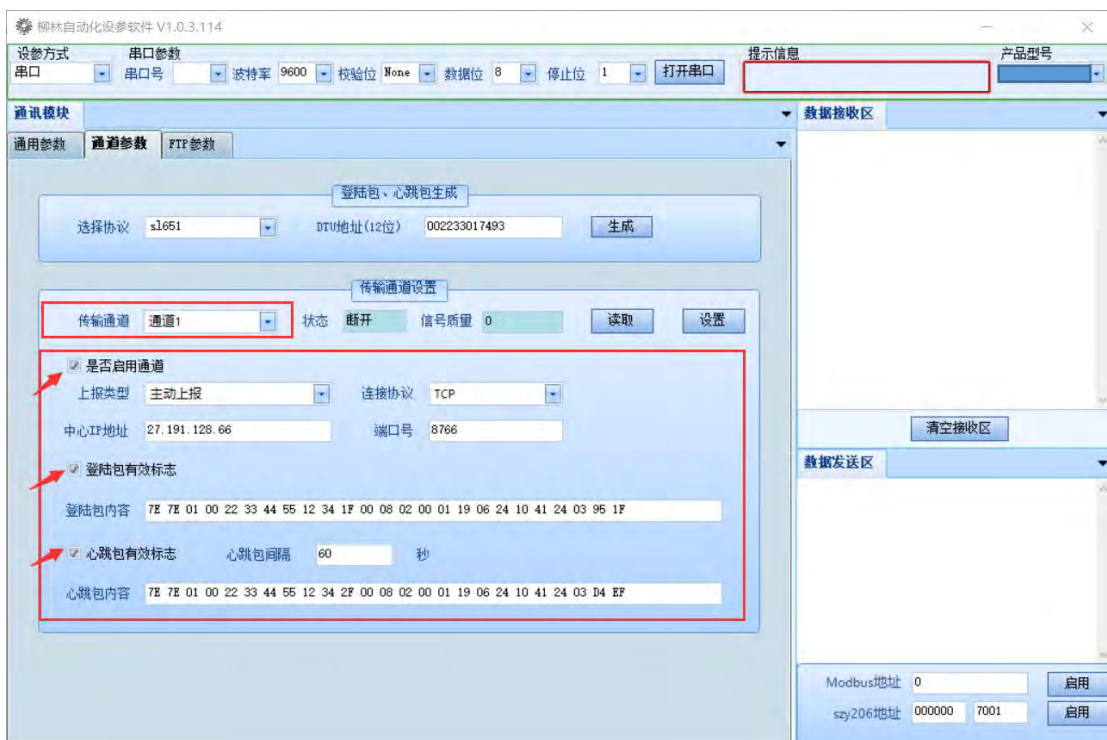 柳林自动化设参软件 V1.0.3.114
设参方式 串口参数 提示信息 产品型号
串口 串口号 波特率 9600 校验位 None 数据位 8 停止位 1 打开串口
通讯模块 数据接收区
通用参数 通道参数 FTP参数
登陆包、心跳包生成
选择协议 sl651 DTU地址(12位) 002233017493 生成
传输通道设置
传输通道 通道1 状态 断开 信号质量 0 读取 设置
是否启用通道
上报类型 主动上报 连接协议 TCP
中心IP地址 27.191.128.66 端口号 8766 清空接收区
登陆包有效标志 数据发送区
登陆包内容 7E 7E 01 00 22 33 44 55 12 34 1F 00 08 02 00 01 19 06 24 10 41 24 03 95 1F
心跳包有效标志 心跳包间隔 60 秒
心跳包内容 7E 7E 01 00 22 33 44 55 12 34 2F 00 08 02 00 01 19 06 24 10 41 24 03 D4 EF
Modbus地址 0 启用
szy206地址 000000 7001 启用